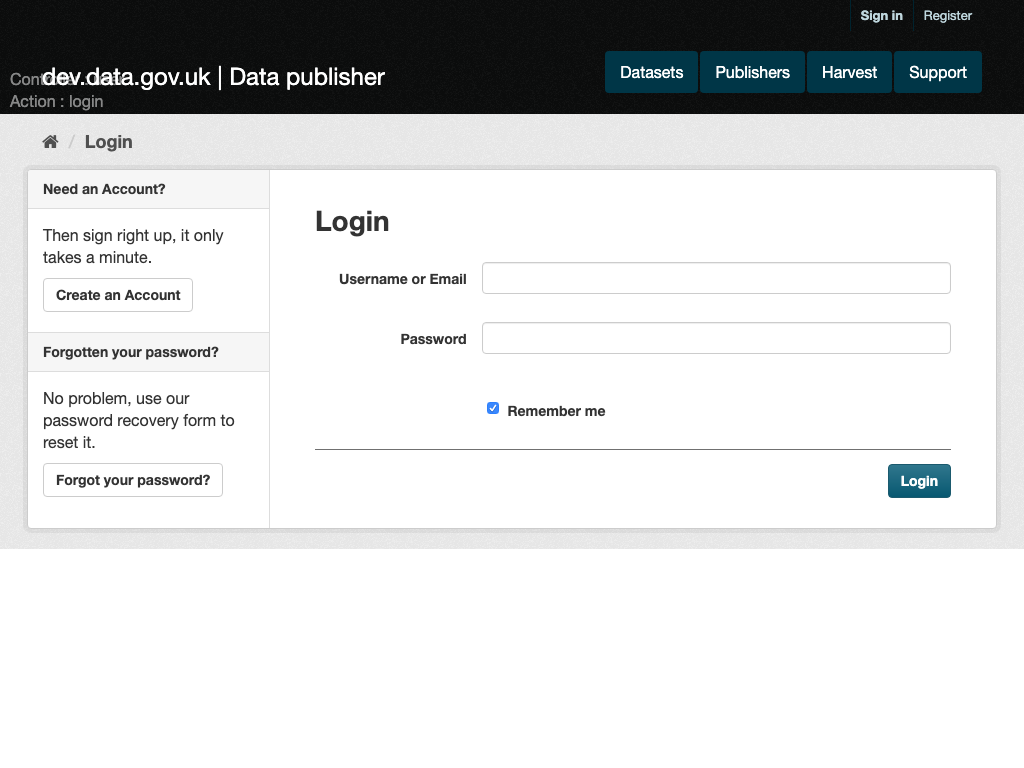 Sign in Register
dev.data.gov.uk | Data publisher
Action : login
Datasets Publishers Harvest Support
/ Login
Need an Account?
Then sign right up, it only
takes a minute.
Create an Account
Forgotten your password?
No problem, use our
password recovery form to
reset it.
Forgot your password?
Login
Username or Email
Password
Remember me
Login